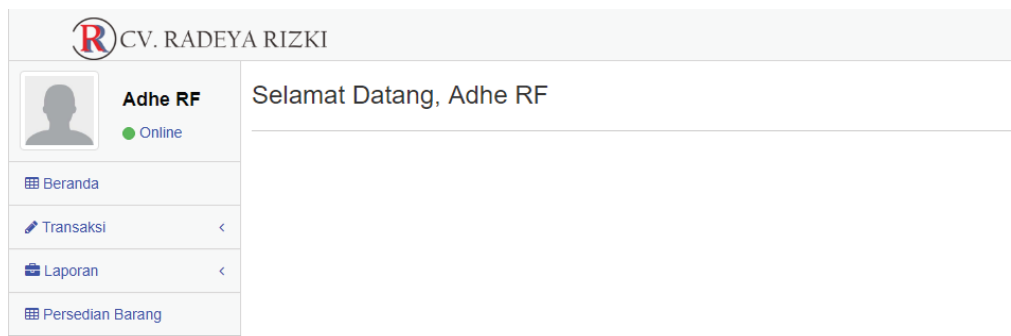 R CV. RADEYA RIZKI
Adhe RF
Online
Selamat Datang, Adhe RF
Beranda
Transaksi
Laporan
Persedian Barang